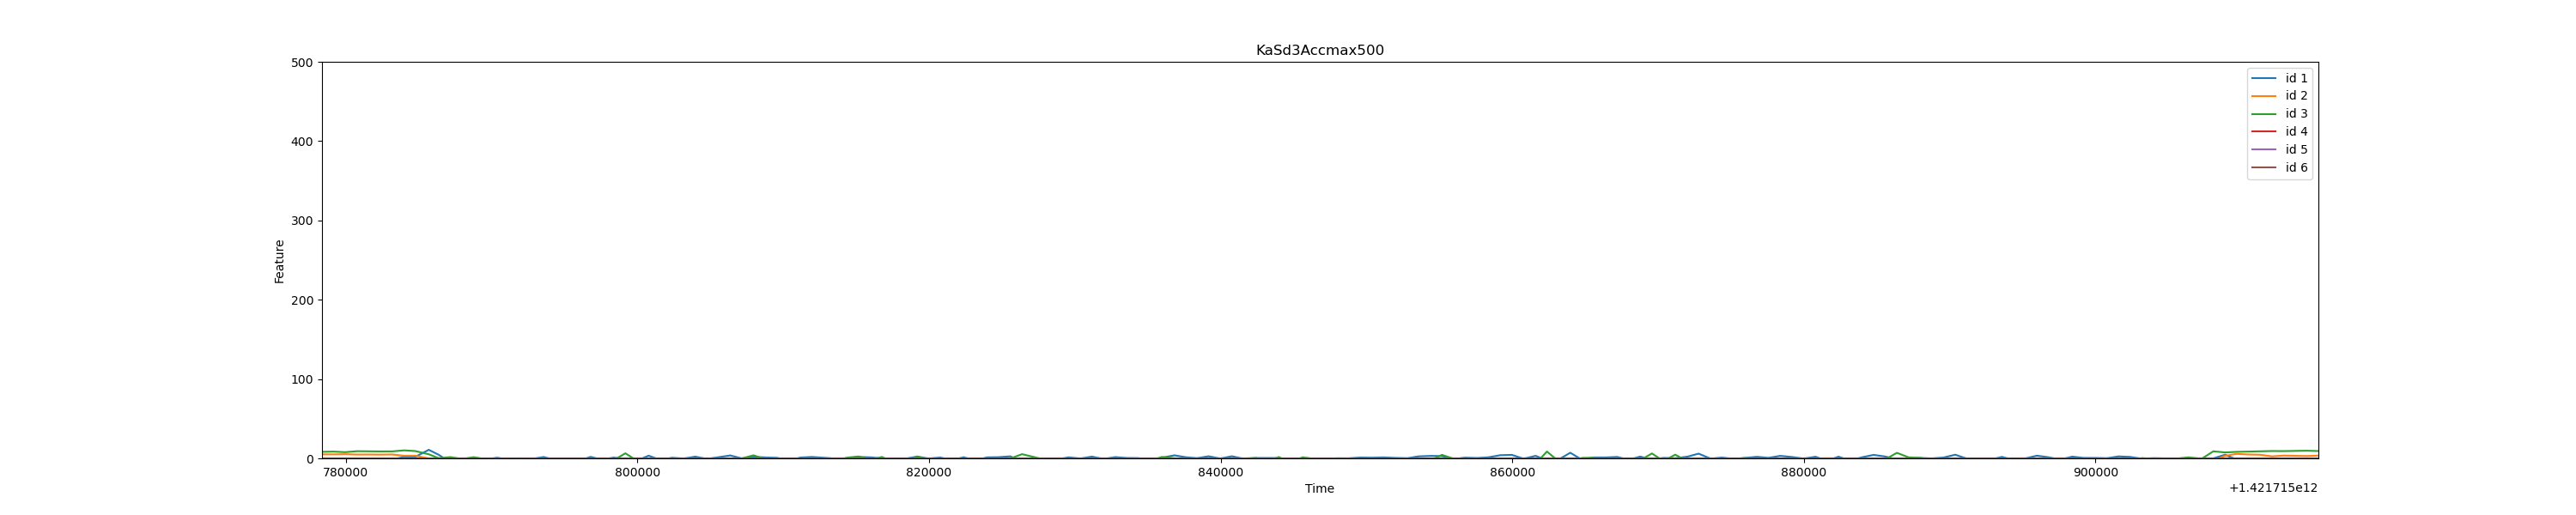 KaSd3Accmax500
500
400
300
200
100
0
Feature
id 1
id 2
id 3
id 4
id 5
id 6
780000 800000 820000 840000 860000 880000 900000
Time
+1.421715e12